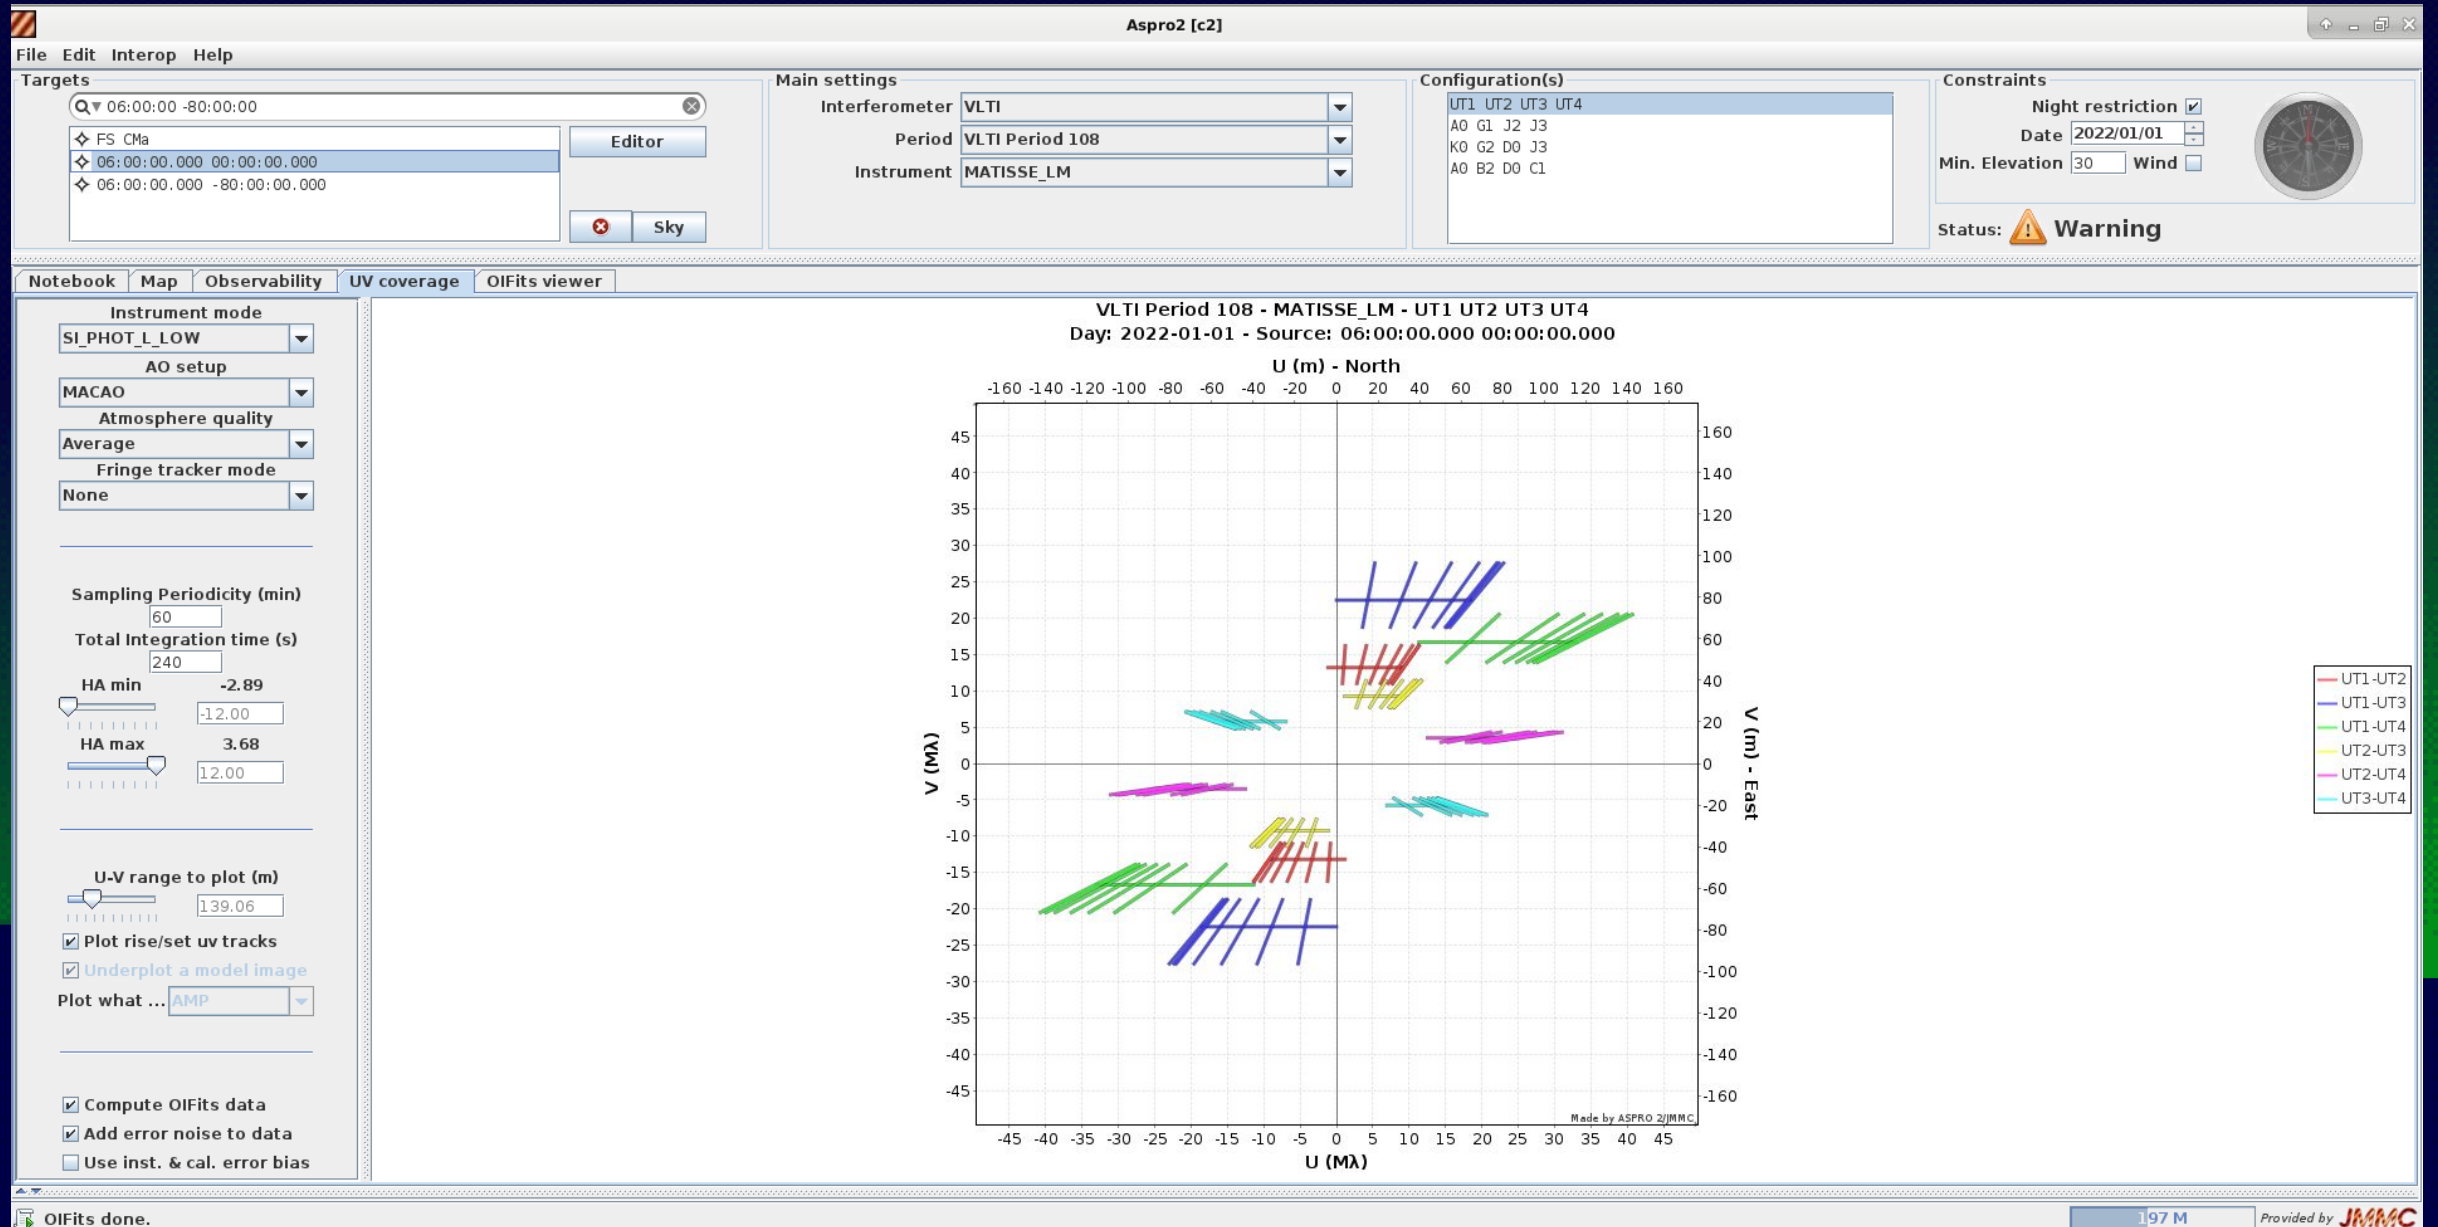 Aspro2 [c2]
File Edit Interop Help
Targets
06:00:00 -80:00:00
FS CMa
06:00:00.000 00:00:00.000
06:00:00.000 -80:00:00.000
Editor
Sky
Main settings
Interferometer VLTI
Period VLTI Period 108
Instrument MATISSE_LM
Configuration(s)
UT1 UT2 UT3 UT4
A0 G1 J2 J3
K0 G2 D0 J3
A0 B2 D0 C1
Constraints
Night restriction
Date 2022/01/01
Min. Elevation 30 Wind
Status: Warning
Notebook Map Observability UV coverage OIFits viewer
Instrument mode
SI_PHOT_L_LOW
AO setup
MACAO
Atmosphere quality
Average
Fringe tracker mode
None
Sampling Periodicity (min)
60
Total Integration time (s)
240
HA min -2.89
-12.00
HA max 3.68
12.00
U-V range to plot (m)
139.06
Plot rise/set uv tracks
Underplot a model image
Plot what ... AMP
Compute OIFits data
Add error noise to data
Use inst. & cal. error bias
VLTI Period 108 - MATISSE_LM - UT1 UT2 UT3 UT4
Day: 2022-01-01 - Source: 06:00:00.000 00:00:00.000
U (m) - North
-160 -140 -120 -100 -80 -60 -40 -20 0 20 40 60 80 100 120 140 160
V (Mλ)
45
40
35
30
25
20
15
10
5
0
-5
-10
-15
-20
-25
-30
-35
-40
-45
160
140
120
100
80
60
40
20
0
-20
-40
-60
-80
-100
-120
-140
-160
V (m) - East
Made by ASPRO 2/JMMC
-45 -40 -35 -30 -25 -20 -15 -10 -5 0 5 10 15 20 25 30 35 40 45
U (Mλ)
UT1-UT2
UT1-UT3
UT1-UT4
UT2-UT3
UT2-UT4
UT3-UT4
OIFits done.
197 M
Provided by JMMC